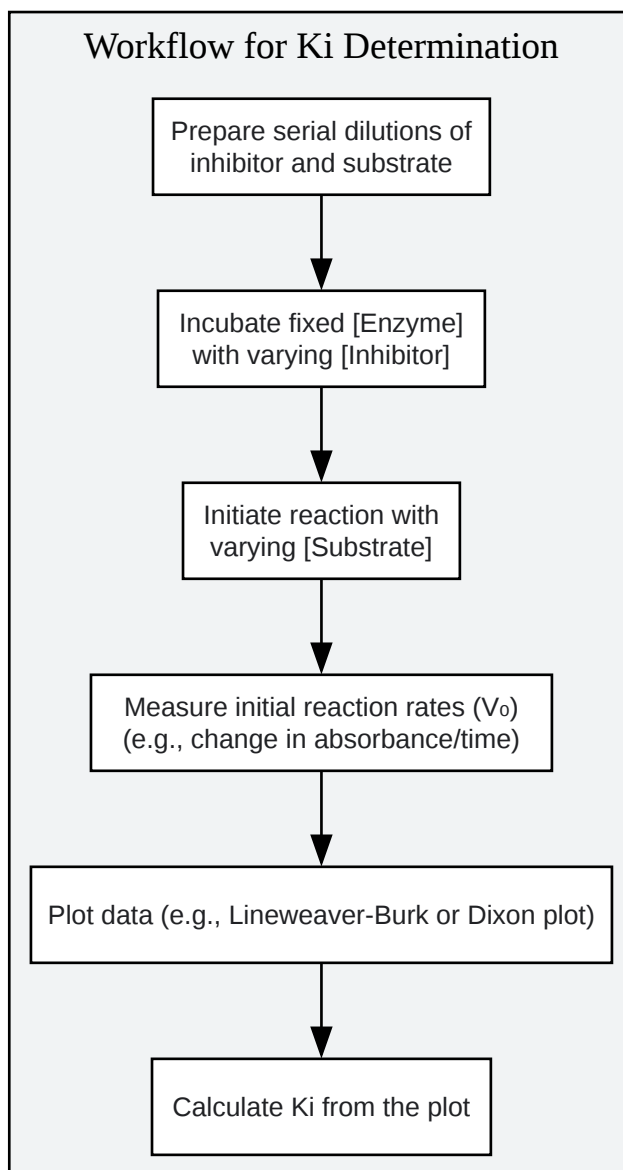 Workflow for Ki Determination
Prepare serial dilutions of
inhibitor and substrate
Incubate fixed [Enzyme]
with varying [Inhibitor]
Initiate reaction with
varying [Substrate]
Measure initial reaction rates (V₀)
(e.g., change in absorbance/time)
Plot data (e.g., Lineweaver-Burk or Dixon plot)
Calculate Ki from the plot